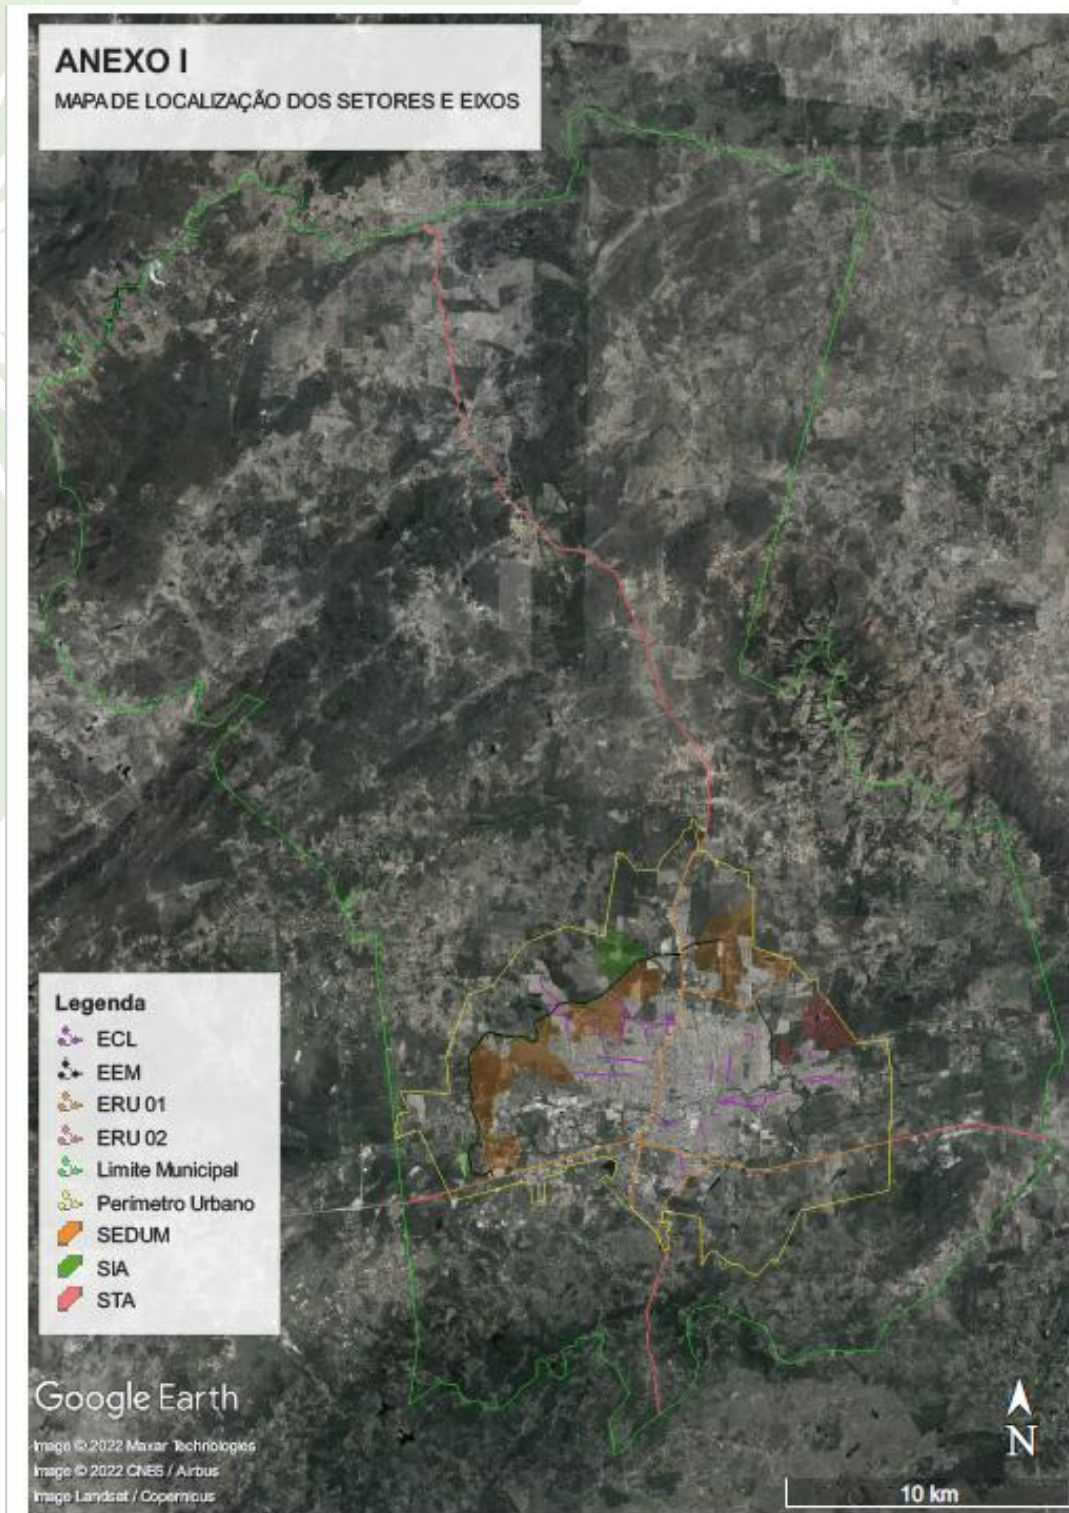 ANEXO I
MAPA DE LOCALIZAÇÃO DOS SETORES E EIXOS
Legenda
ECL
EEM
ERU 01
ERU 02
Limite Municipal
Perímetro Urbano
SEDUM
SIA
STA
Google Earth
Image © 2022 Maxar Technologies
Image © 2022 CNES / Airbus
Image Landsat / Copernicus
N
10 km